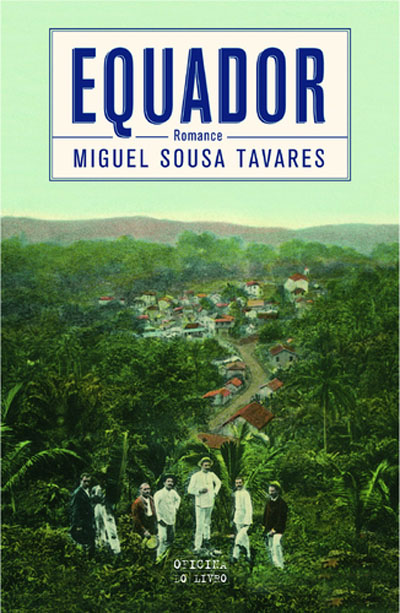 EQUADOR
Romance
MIGUEL SOUSA TAVARES
OFICINA
DO LIVRO